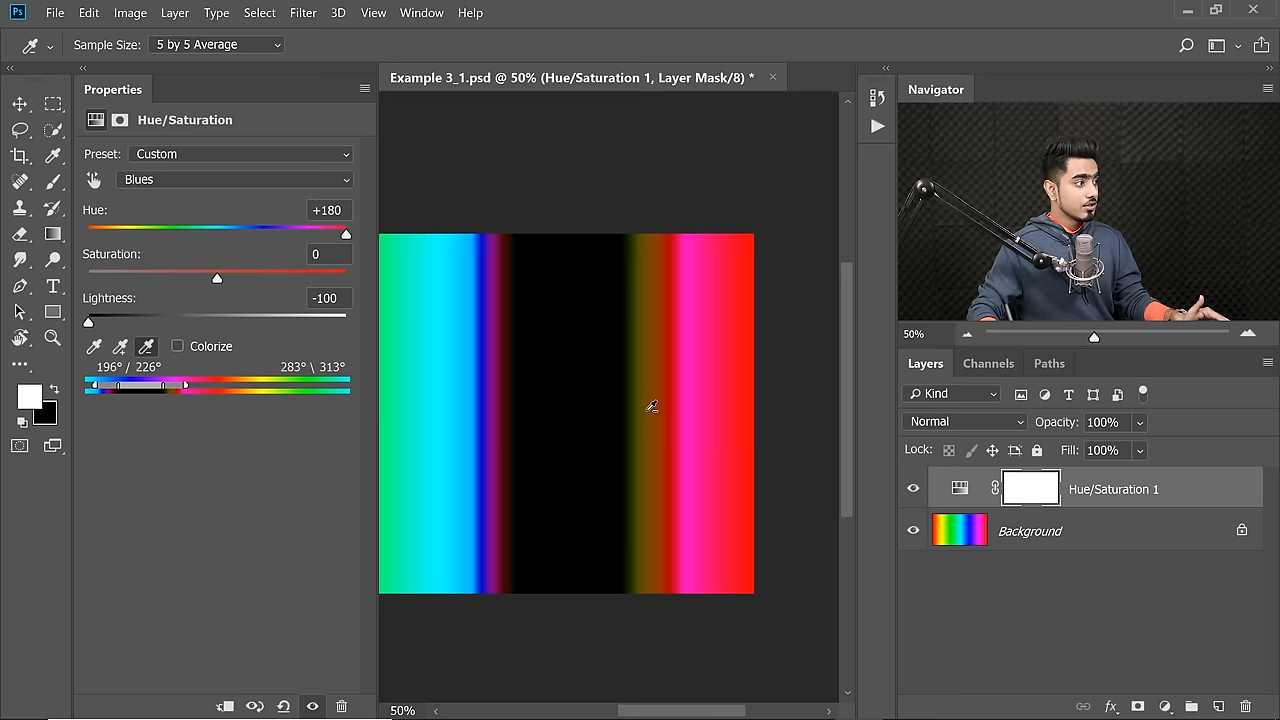 Ps File Edit Image Layer Type Select Filter 3D View Window Help
Sample Size: 5 by 5 Average
Properties
Hue/Saturation
Preset: Custom
Blues
Hue: +180
Saturation: 0
Lightness: -100
Colorize
196°/ 226° 283° \ 313°
Example 3_1.psd @ 50% (Hue/Saturation 1, Layer Mask/8) *
50%
Navigator
50%
Layers Channels Paths
Kind
Normal Opacity: 100%
Lock: Fill: 100%
Hue/Saturation 1
Background
fx